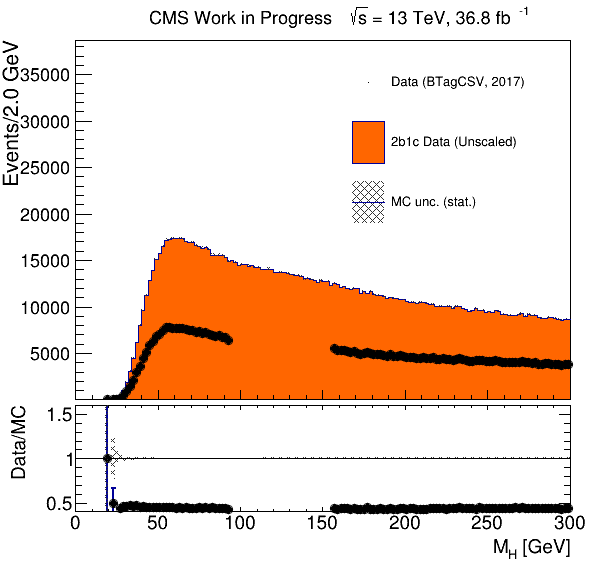 CMS Work in Progress √s = 13 TeV, 36.8 fb⁻¹
Events/2.0 GeV
35000
30000
25000
20000
15000
10000
5000
Data (BTagCSV, 2017)
2b1c Data (Unscaled)
MC unc. (stat.)
Data/MC
1.5
1
0.5
0 50 100 150 200 250 300
M_H [GeV]